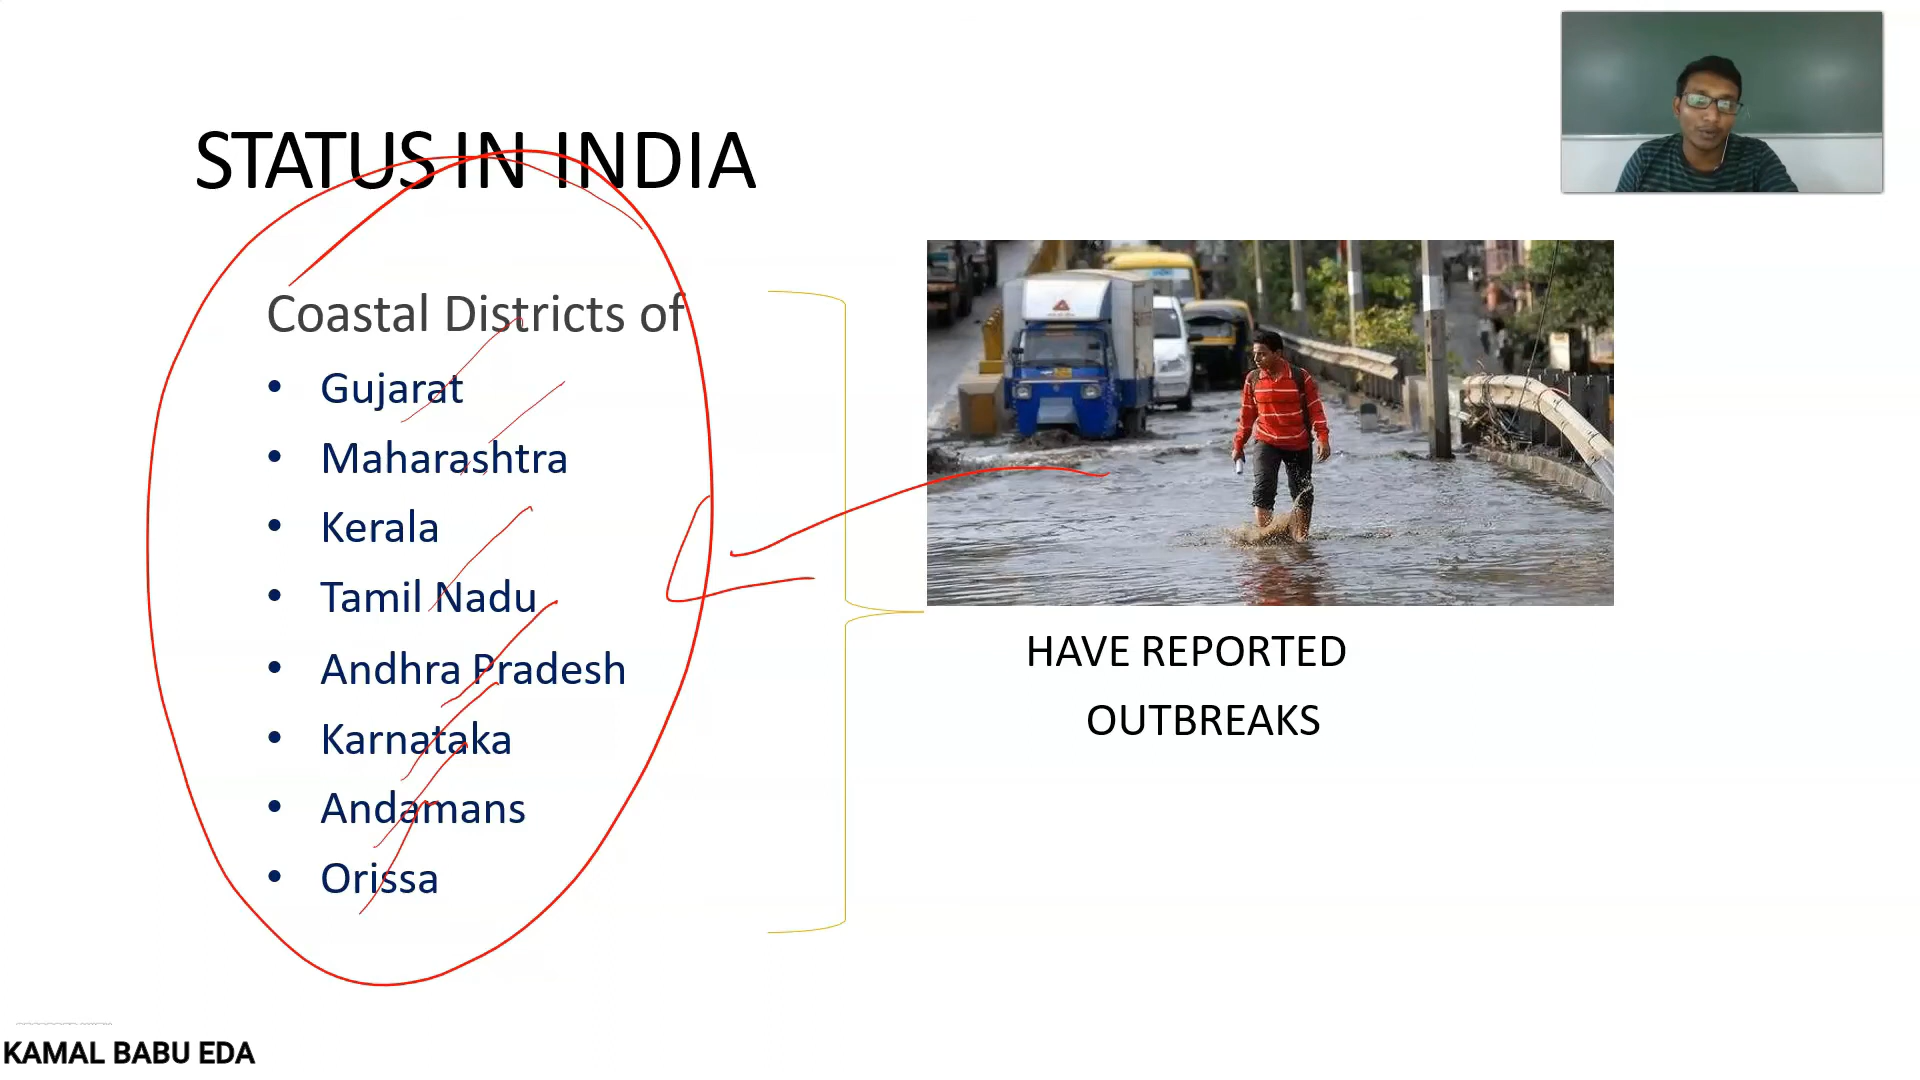 STATUS IN INDIA
Coastal Districts of
• Gujarat
• Maharashtra
• Kerala
• Tamil Nadu
• Andhra Pradesh
• Karnataka
• Andamans
• Orissa
HAVE REPORTED
OUTBREAKS
KAMAL BABU EDA